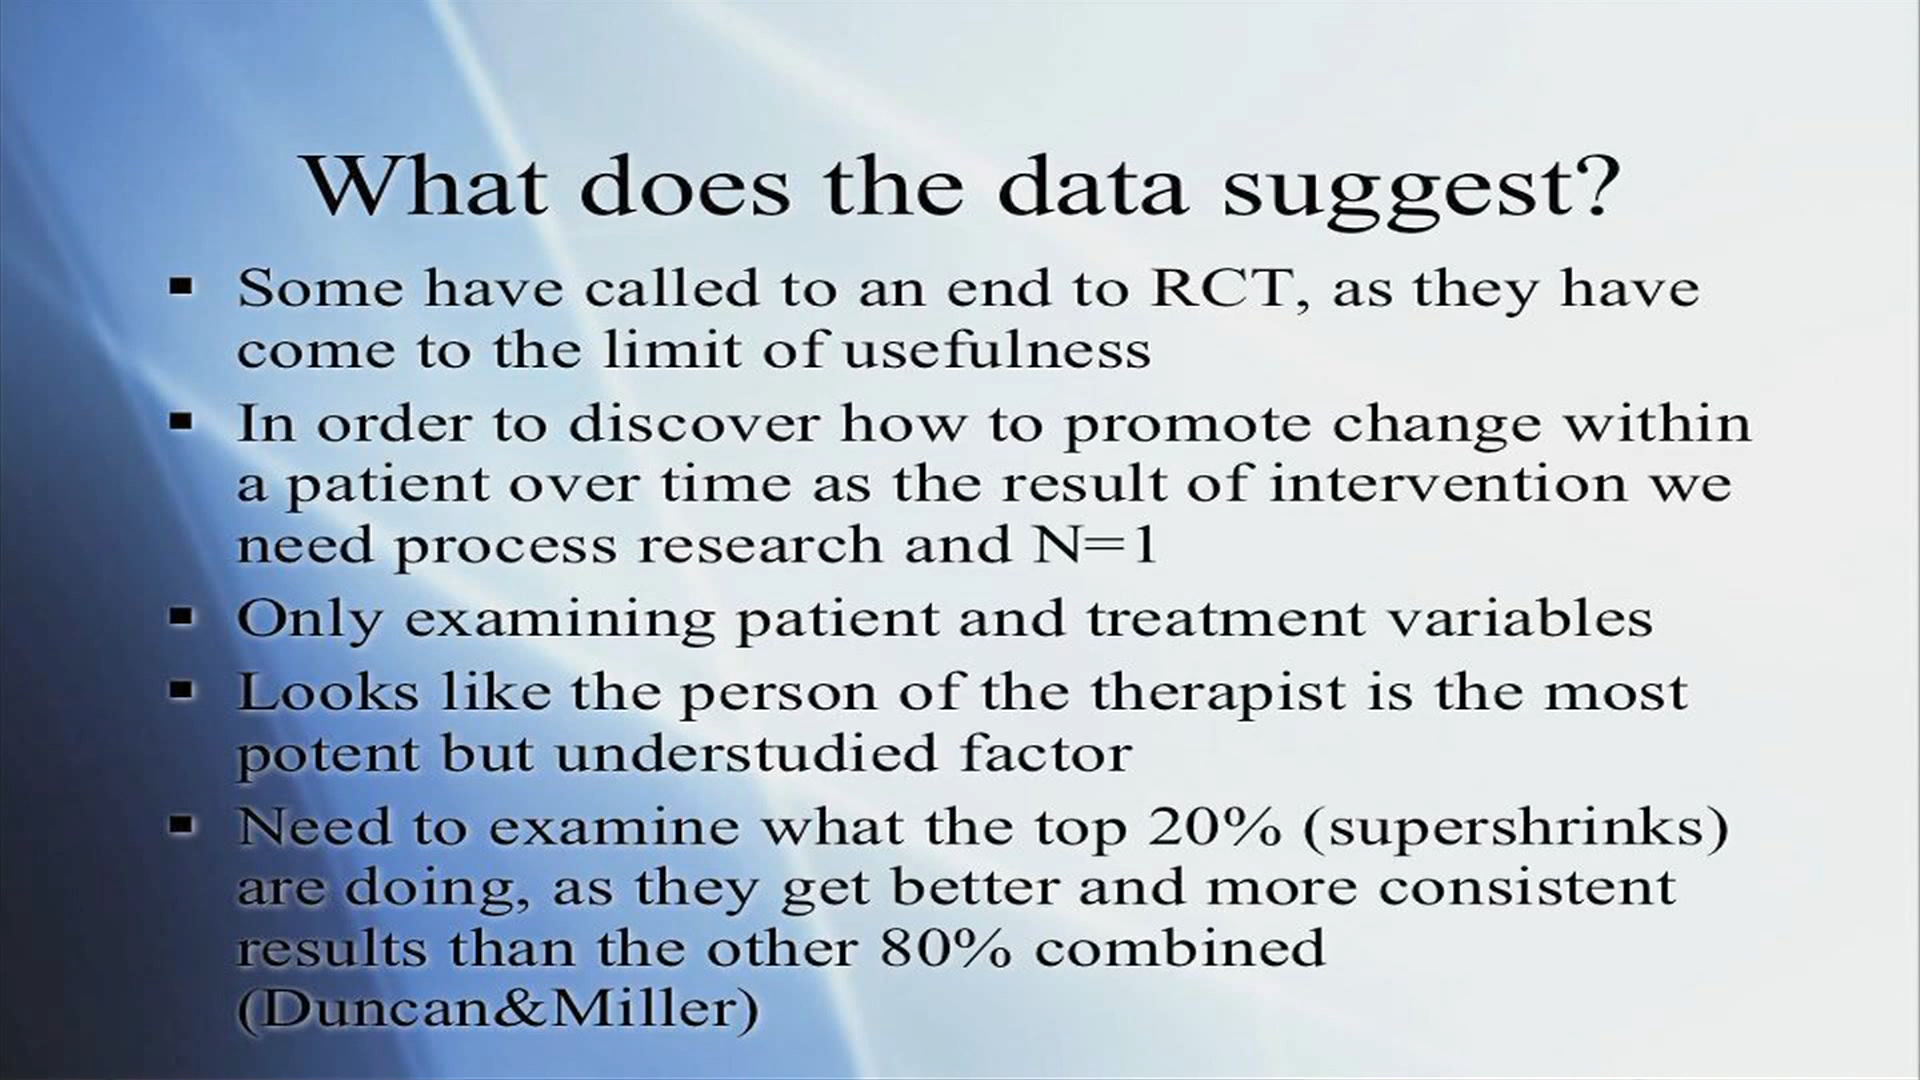 What does the data suggest?
▪ Some have called to an end to RCT, as they have
come to the limit of usefulness
▪ In order to discover how to promote change within
a patient over time as the result of intervention we
need process research and N=1
▪ Only examining patient and treatment variables
▪ Looks like the person of the therapist is the most
potent but understudied factor
▪ Need to examine what the top 20% (supershrinks)
are doing, as they get better and more consistent
results than the other 80% combined
(Duncan&Miller)